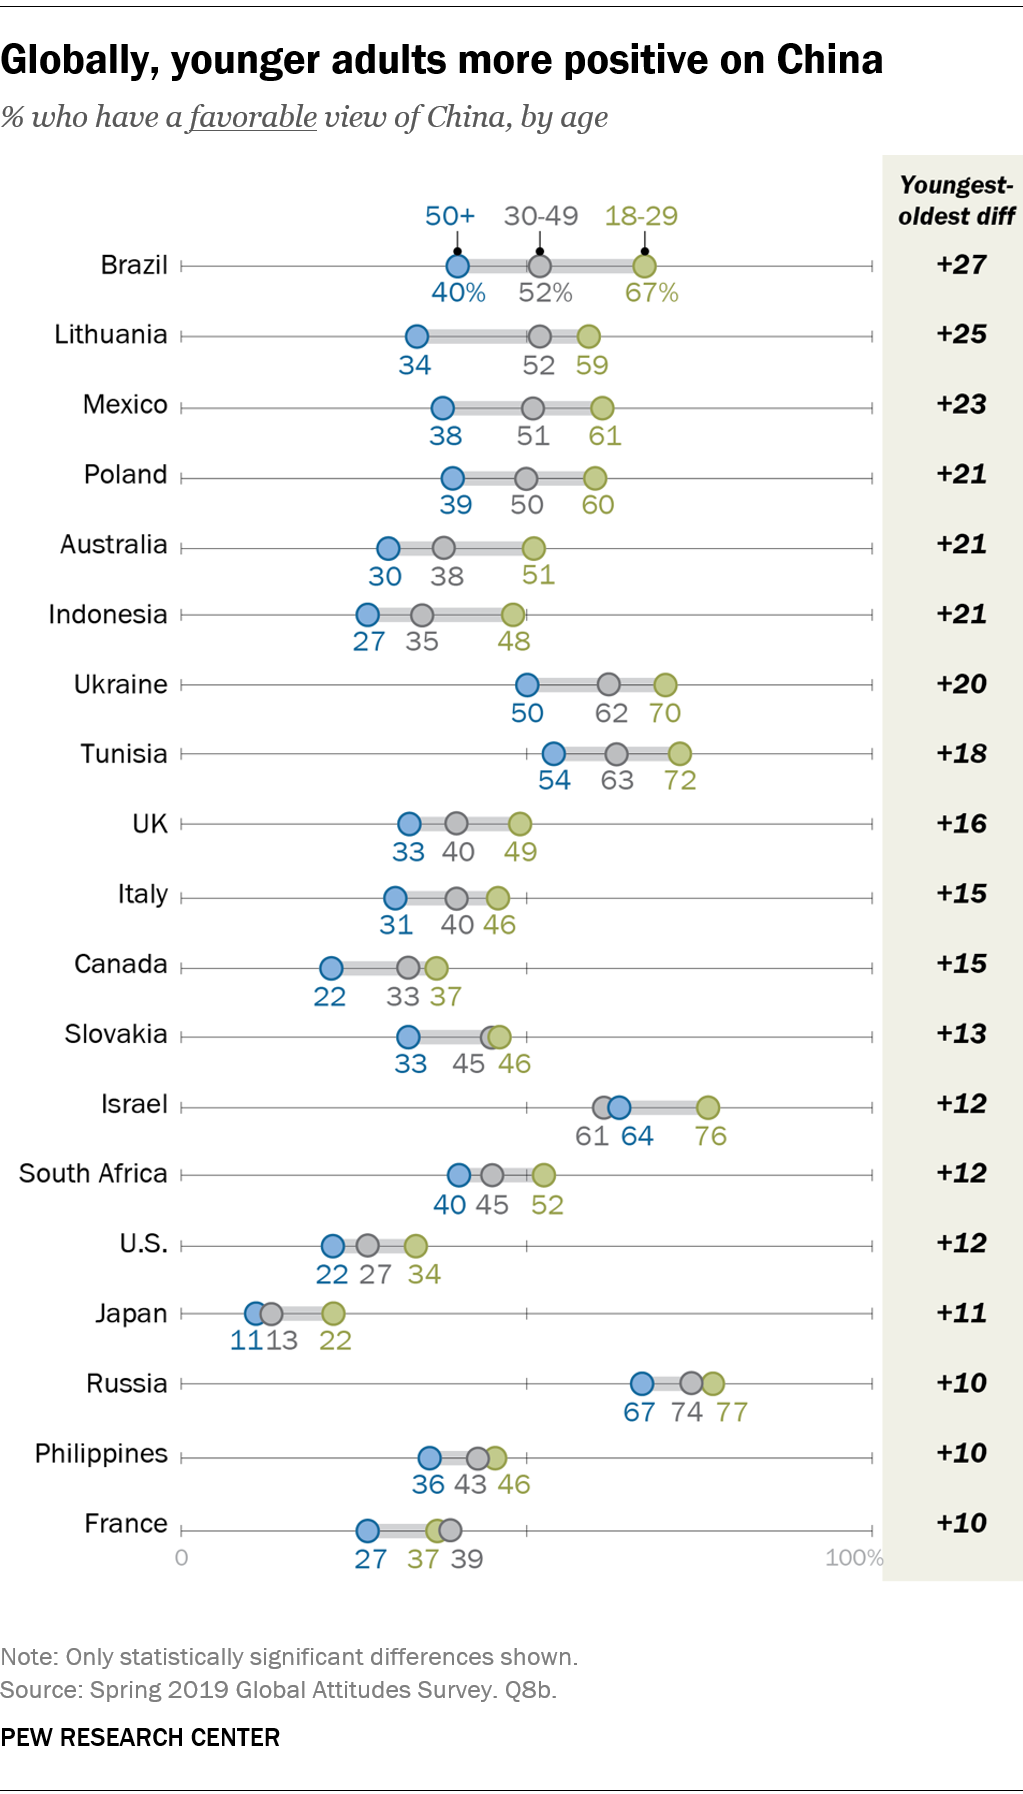 Globally, younger adults more positive on China
% who have a favorable view of China, by age
Youngest-
oldest diff
50+ 30-49 18-29
Brazil +27
40% 52% 67%
Lithuania +25
34 52 59
Mexico +23
38 51 61
Poland +21
39 50 60
Australia +21
30 38 51
Indonesia +21
27 35 48
Ukraine +20
50 62 70
Tunisia +18
54 63 72
UK +16
33 40 49
Italy +15
31 40 46
Canada +15
22 33 37
Slovakia +13
33 45 46
Israel +12
61 64 76
South Africa +12
40 45 52
U.S. +12
22 27 34
Japan +11
11 13 22
Russia +10
67 74 77
Philippines +10
36 43 46
France +10
0 100%
27 37 39
Note: Only statistically significant differences shown.
Source: Spring 2019 Global Attitudes Survey. Q8b.
PEW RESEARCH CENTER